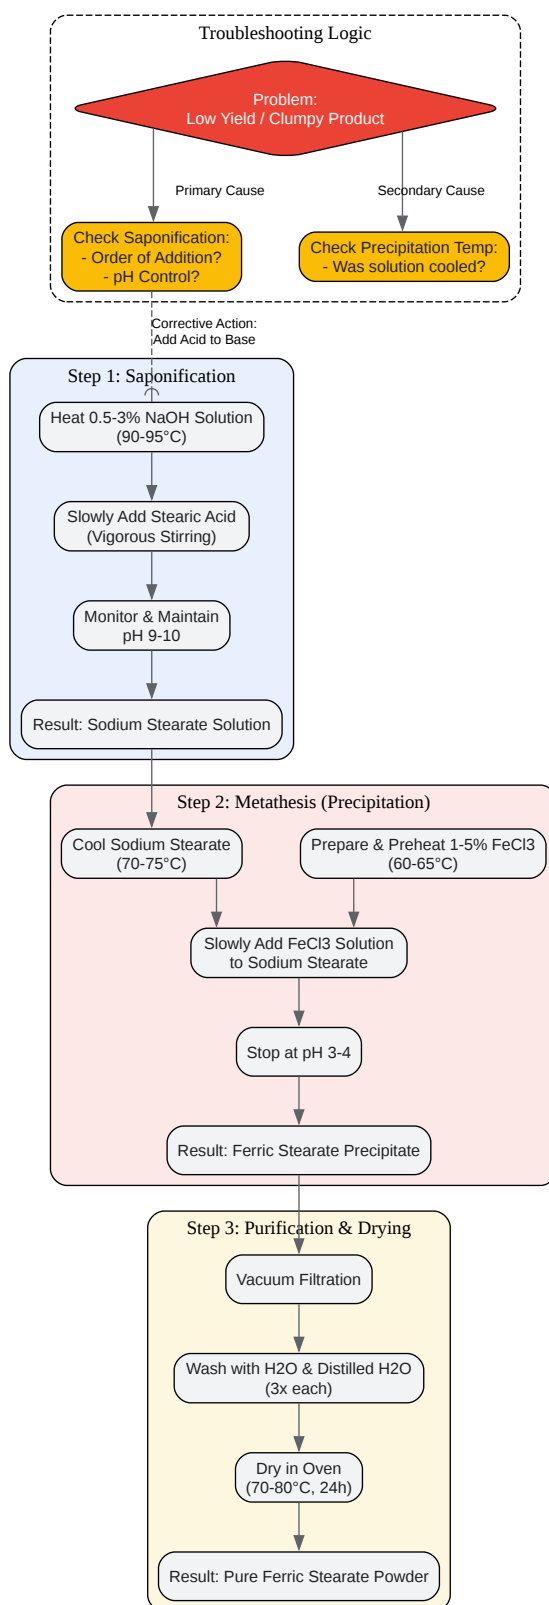 Troubleshooting Logic
Problem:
Low Yield / Clumpy Product
Primary Cause
Secondary Cause
Check Saponification:
- Order of Addition?
- pH Control?
Check Precipitation Temp:
- Was solution cooled?
Corrective Action:
Add Acid to Base
Step 1: Saponification
Heat 0.5-3% NaOH Solution
(90-95°C)
Slowly Add Stearic Acid
(Vigorous Stirring)
Monitor & Maintain
pH 9-10
Result: Sodium Stearate Solution
Step 2: Metathesis (Precipitation)
Cool Sodium Stearate
(70-75°C)
Prepare & Preheat 1-5% FeCl3
(60-65°C)
Slowly Add FeCl3 Solution
to Sodium Stearate
Stop at pH 3-4
Result: Ferric Stearate Precipitate
Step 3: Purification & Drying
Vacuum Filtration
Wash with H2O & Distilled H2O
(3x each)
Dry in Oven
(70-80°C, 24h)
Result: Pure Ferric Stearate Powder